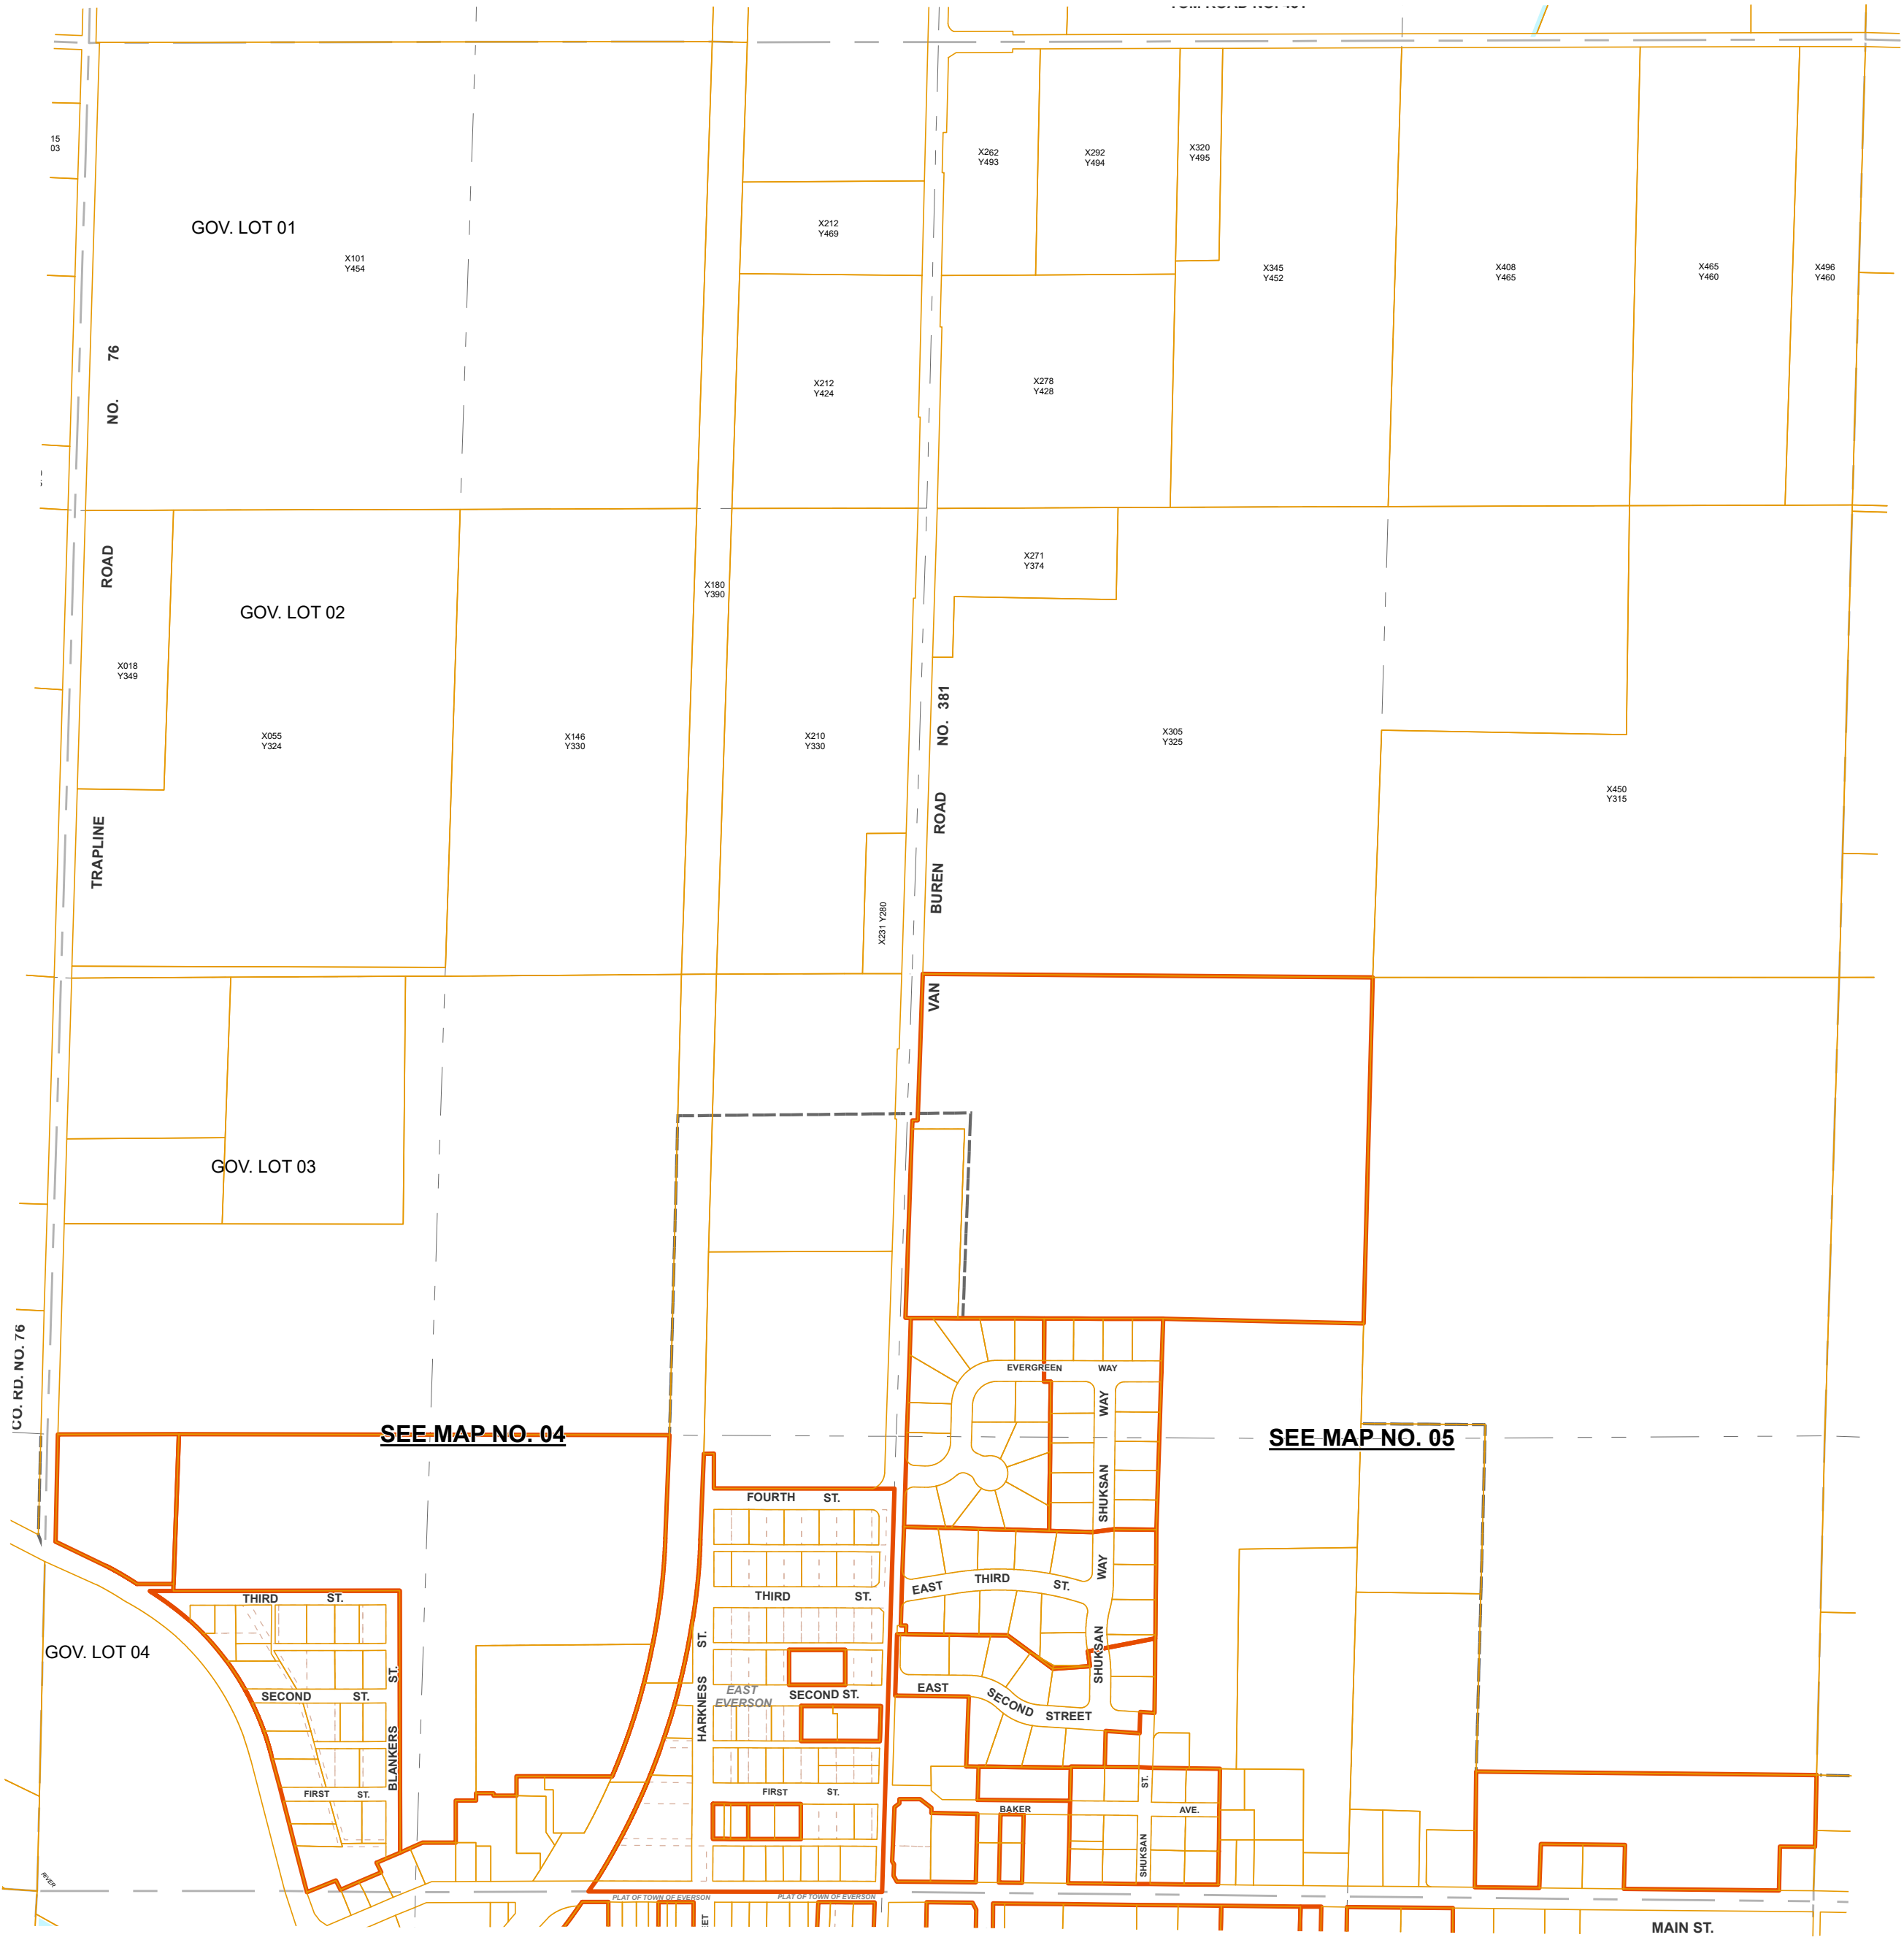 15
03
X262
Y493
X292
Y494
X320
Y495
GOV. LOT 01
X101
Y454
X212
Y469
X345
Y452
X408
Y465
X465
Y460
X496
Y460
NO. 76
X212
Y424
X278
Y428
ROAD
X271
Y374
X180
Y390
GOV. LOT 02
X018
Y349
X055
Y324
X146
Y330
X210
Y330
NO. 381
X305
Y325
X450
Y315
TRAPLINE
ROAD
BUREN
X231 Y280
VAN
GOV. LOT 03
CO. RD. NO. 76
EVERGREEN WAY
WAY
SEE MAP NO. 04
SEE MAP NO. 05
SHUKSAN
FOURTH ST.
WAY
EAST THIRD ST.
THIRD ST.
THIRD ST.
GOV. LOT 04
ST.
SHUKSAN
ST.
HARKNESS
EAST
EVERSON
SECOND ST.
SECOND ST.
EAST SECOND STREET
BLANKERS
FIRST ST.
FIRST ST.
ST.
BAKER AVE.
SHUKSAN
RIVER
PLAT OF TOWN OF EVERSON
PLAT OF TOWN OF EVERSON
EET
MAIN ST.